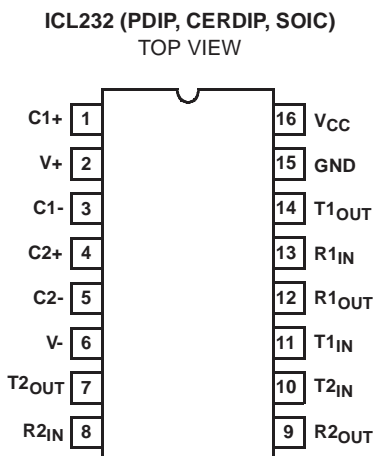 ICL232 (PDIP, CERDIP, SOIC)
TOP VIEW
C1+ 1 16 VCC
V+ 2 15 GND
C1- 3 14 T1OUT
C2+ 4 13 R1IN
C2- 5 12 R1OUT
V- 6 11 T1IN
T2OUT 7 10 T2IN
R2IN 8 9 R2OUT